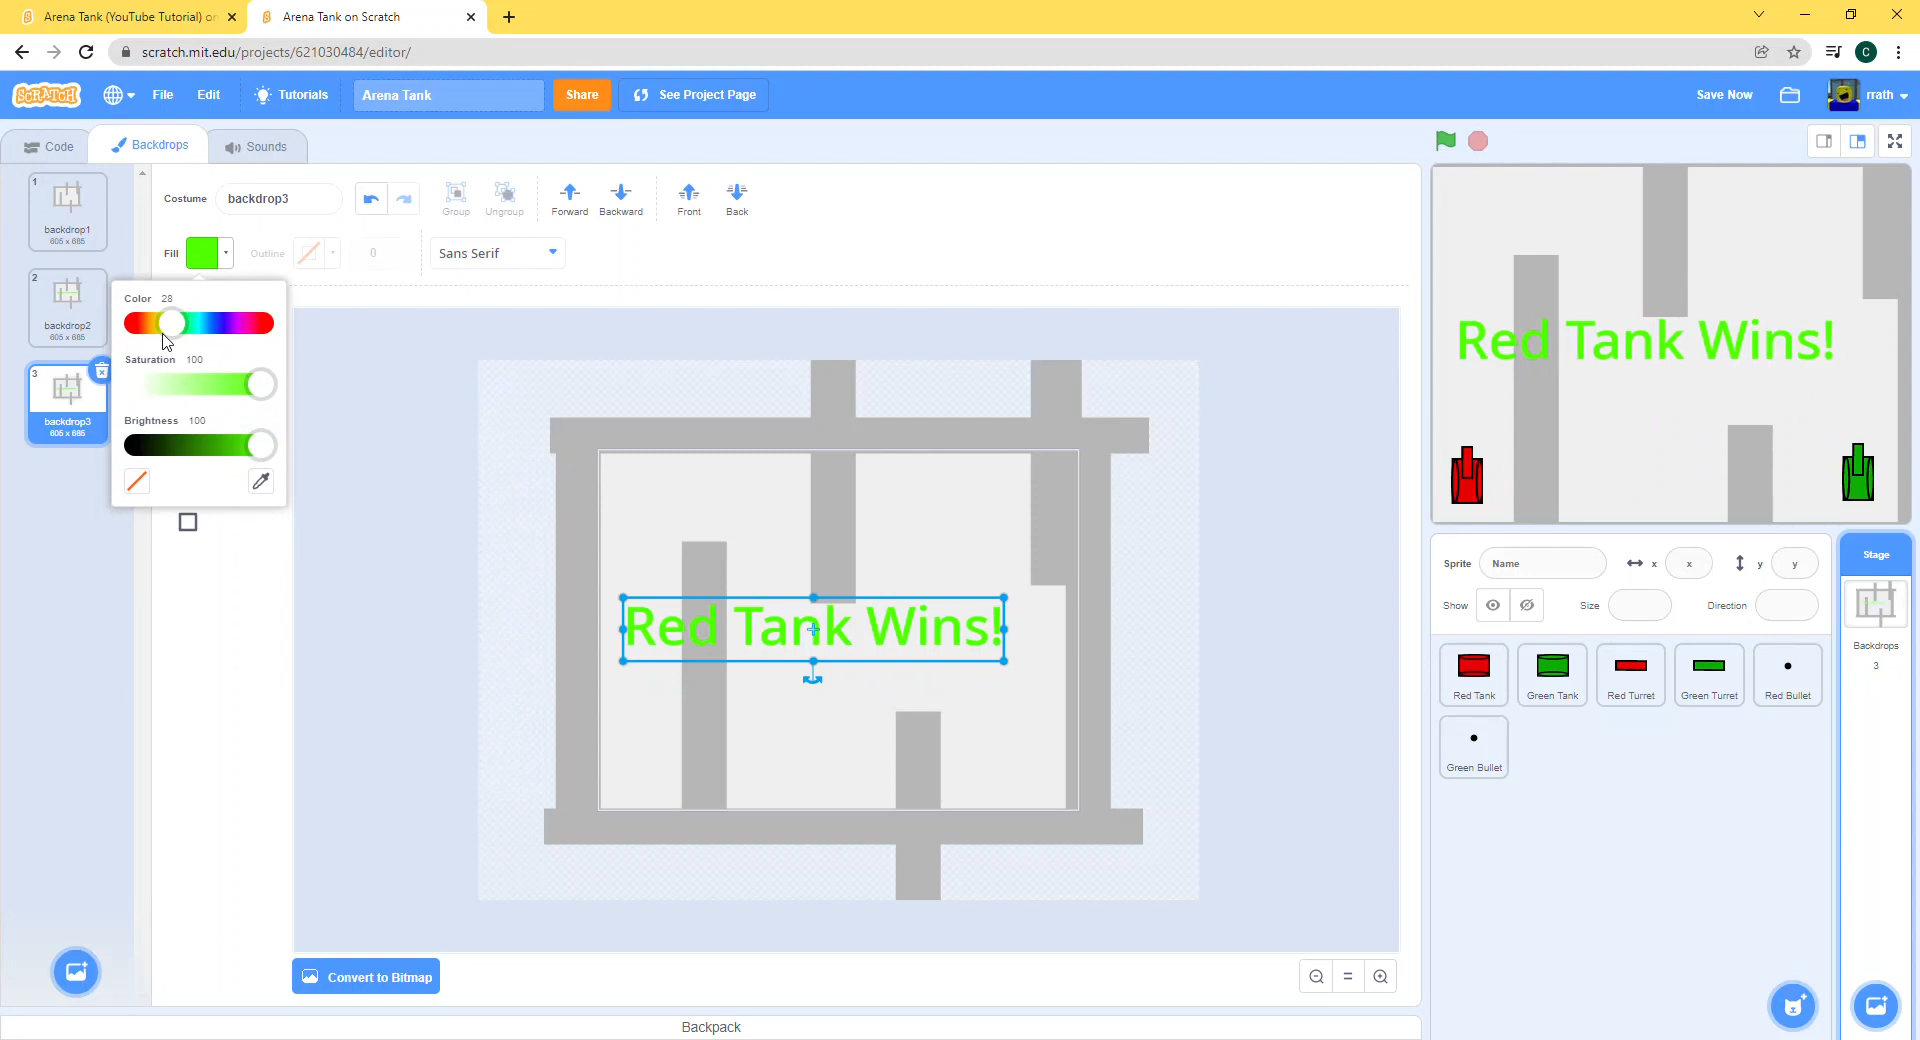 Arena Tank (YouTube Tutorial) on
Arena Tank on Scratch
scratch.mit.edu/projects/621030484/editor/
C
SCRATCH
File
Edit
Tutorials
Arena Tank
Share
See Project Page
Save Now
rrath
Code
Backdrops
Sounds
1
backdrop1
605 x 685
2
backdrop2
605 x 685
3
backdrop3
605 x 685
Costume
backdrop3
Group
Ungroup
Forward
Backward
Front
Back
Fill
Outline
0
Sans Serif
Color 28
Saturation 100
Brightness 100
Red Tank Wins!
Convert to Bitmap
Backpack
Red Tank Wins!
Sprite
Name
x
x
y
y
Show
Size
Direction
Red Tank
Green Tank
Red Turret
Green Turret
Red Bullet
Green Bullet
Stage
Backdrops
3